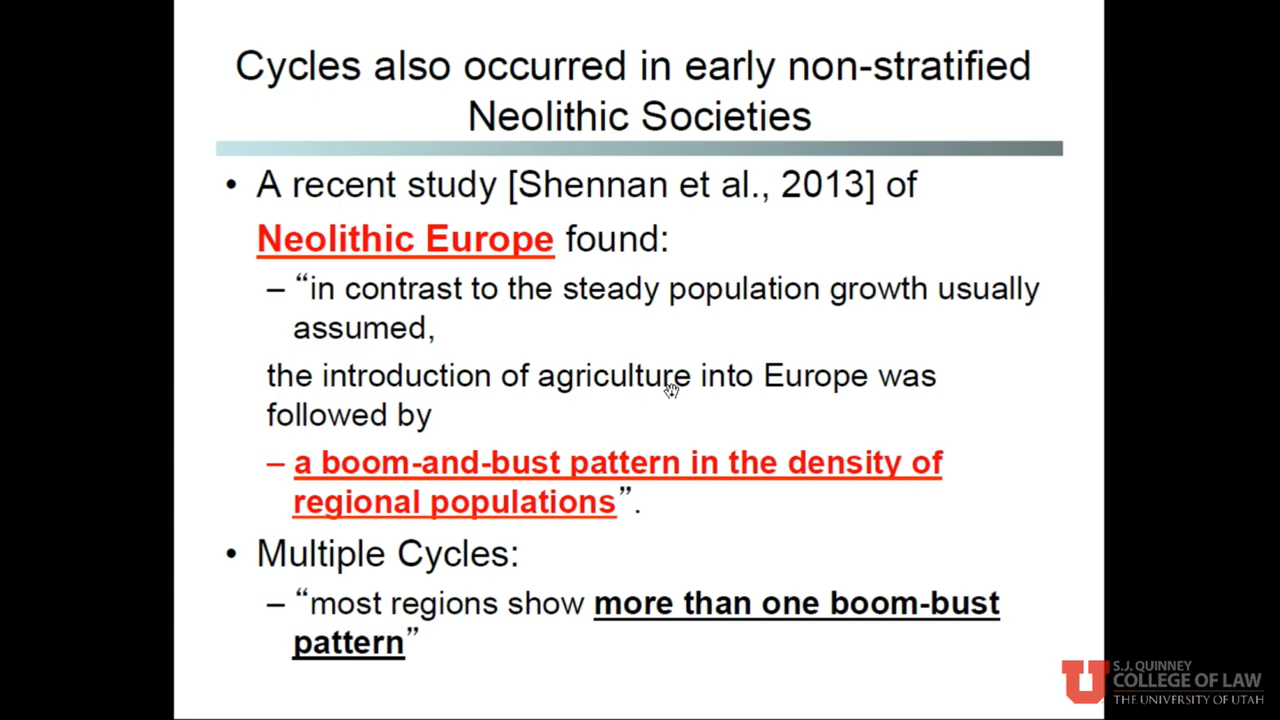 Cycles also occurred in early non-stratified
Neolithic Societies
• A recent study [Shennan et al., 2013] of
Neolithic Europe found:
– “in contrast to the steady population growth usually
assumed,
the introduction of agriculture into Europe was
followed by
– a boom-and-bust pattern in the density of
regional populations”.
• Multiple Cycles:
– “most regions show more than one boom-bust
pattern”
U
S.J. QUINNEY
COLLEGE OF LAW
THE UNIVERSITY OF UTAH